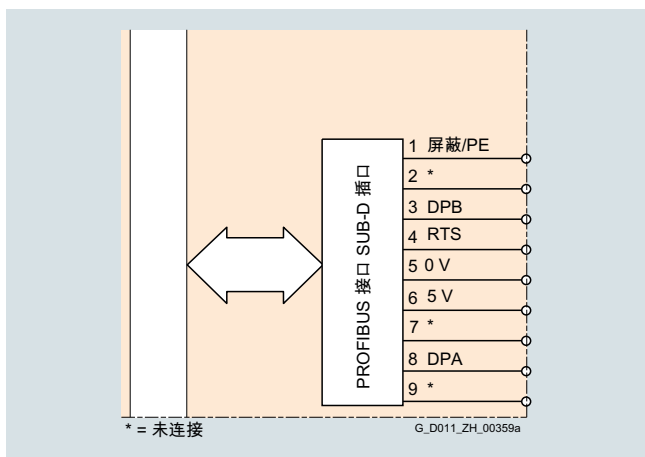 1 屏蔽/PE
2 *
3 DPB
4 RTS
5 0 V
6 5 V
7 *
8 DPA
9 *
PROFIBUS 接口 SUB-D 插口
* = 未连接
G_D011_ZH_00359a